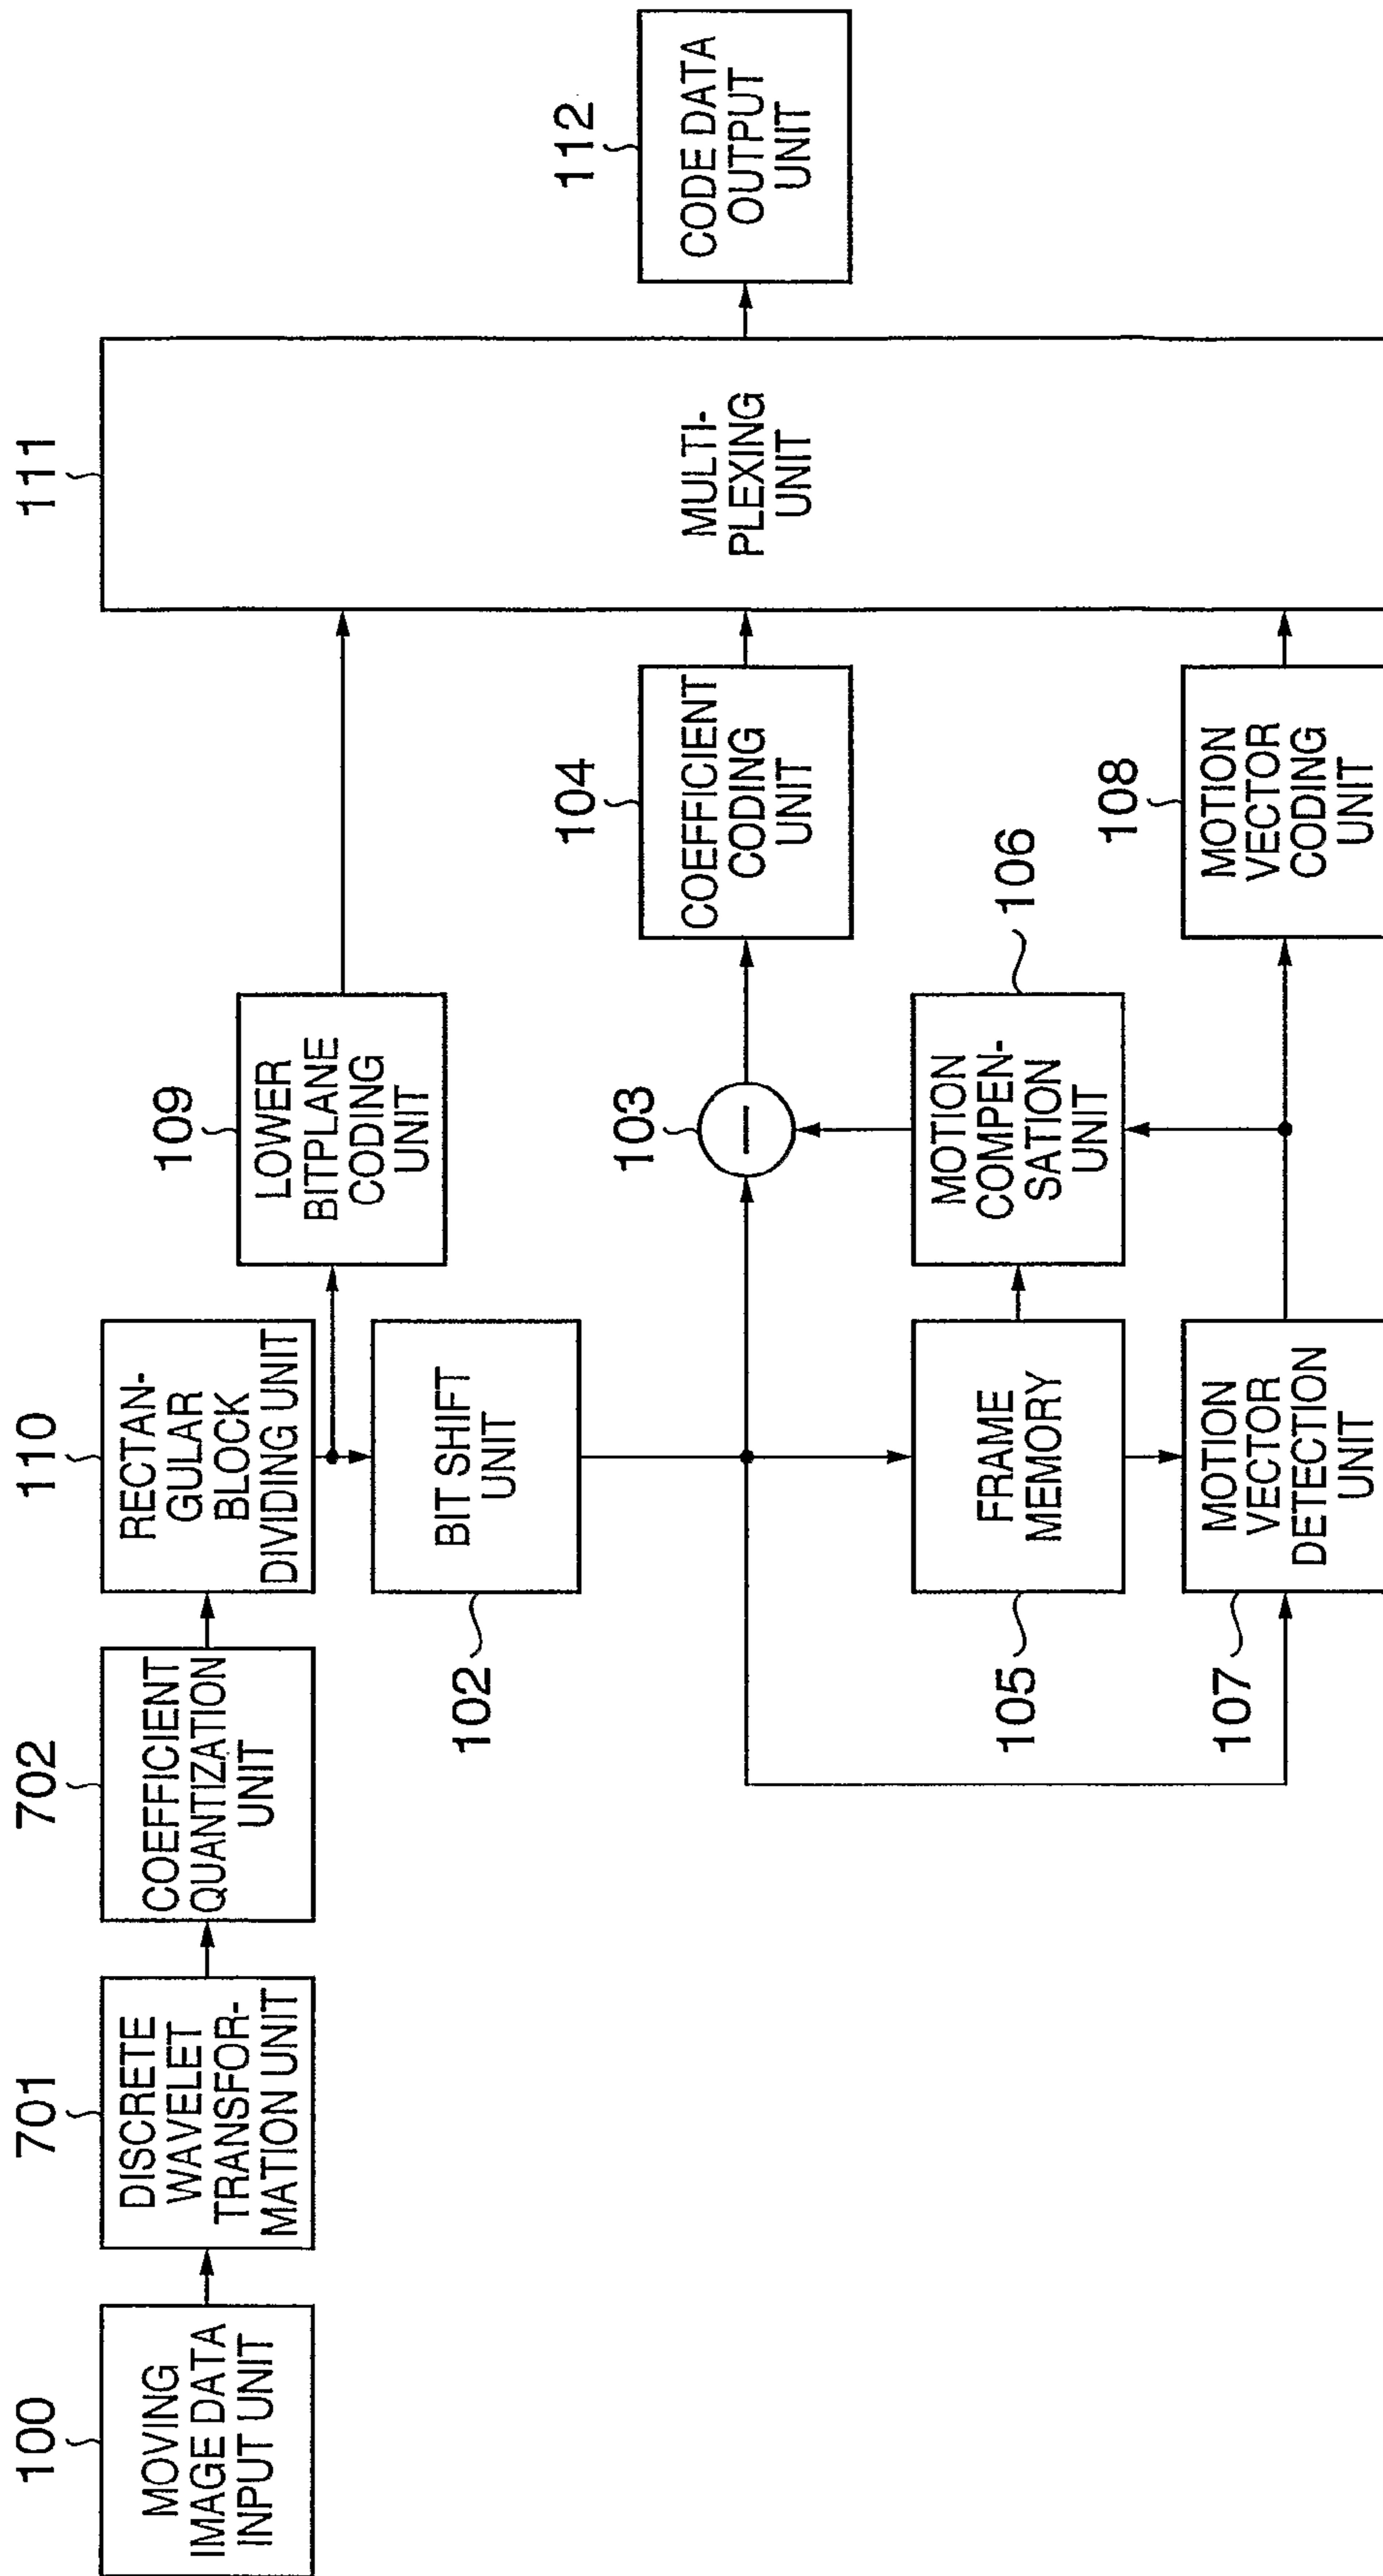 100
MOVING
IMAGE DATA
INPUT UNIT
701
DISCRETE
WAVELET
TRANSFOR-
MATION UNIT
702
COEFFICIENT
QUANTIZATION
UNIT
110
RECTAN-
GULAR
BLOCK
DIVIDING UNIT
109
LOWER
BITPLANE
CODING
UNIT
111
MULTI-
PLEXING
UNIT
112
CODE DATA
OUTPUT
UNIT
102
BIT SHIFT
UNIT
103
104
COEFFICIENT
CODING
UNIT
105
FRAME
MEMORY
106
MOTION
COMPEN-
SATION
UNIT
107
MOTION
VECTOR
DETECTION
UNIT
108
MOTION
VECTOR
CODING
UNIT